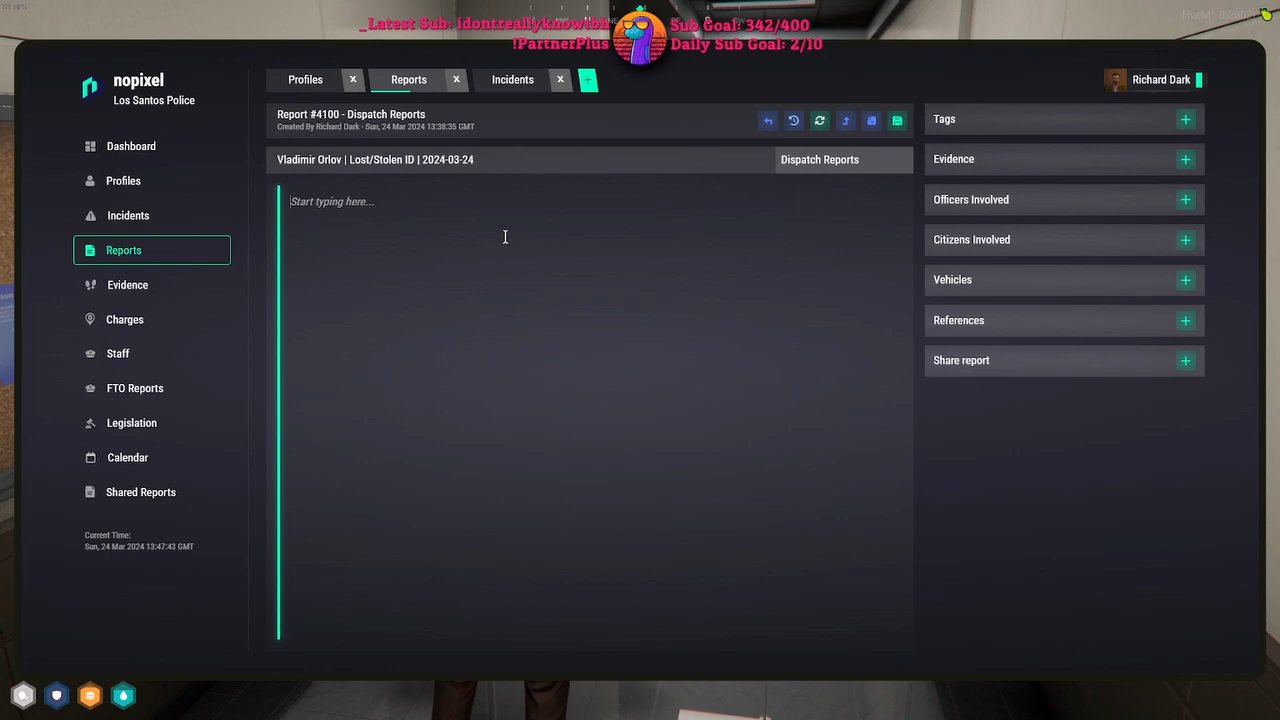 51 FPS
FiveM* (b2802)
_Latest Sub: idontreallyknowtbh
Sub Goal: 342/400
!PartnerPlus
Daily Sub Goal: 2/10
nopixel
Los Santos Police
Profiles x
Reports x
Incidents x
+
Richard Dark
Dashboard
Profiles
Incidents
Reports
Evidence
Charges
Staff
FTO Reports
Legislation
Calendar
Shared Reports
Current Time:
Sun, 24 Mar 2024 13:47:43 GMT
Report #4100 - Dispatch Reports
Created By Richard Dark - Sun, 24 Mar 2024 13:38:35 GMT
Vladimir Orlov | Lost/Stolen ID | 2024-03-24
Dispatch Reports
Start typing here...
Tags +
Evidence +
Officers Involved +
Citizens Involved +
Vehicles +
References +
Share report +